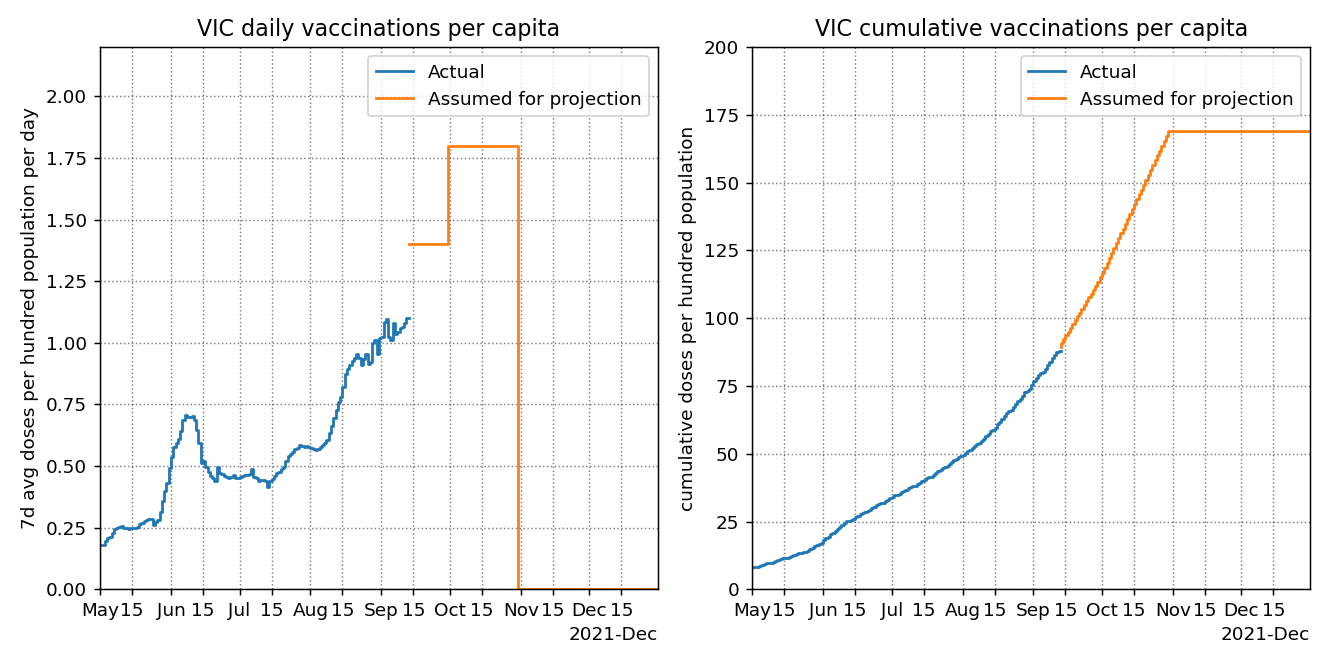 VIC daily vaccinations per capita
7d avg doses per hundred population per day
2.00
1.75
1.50
1.25
1.00
0.75
0.50
0.25
0.00
Actual
Assumed for projection
May 15 Jun 15 Jul 15 Aug 15 Sep 15 Oct 15 Nov 15 Dec 15
2021-Dec
VIC cumulative vaccinations per capita
cumulative doses per hundred population
200
175
150
125
100
75
50
25
0
Actual
Assumed for projection
May 15 Jun 15 Jul 15 Aug 15 Sep 15 Oct 15 Nov 15 Dec 15
2021-Dec